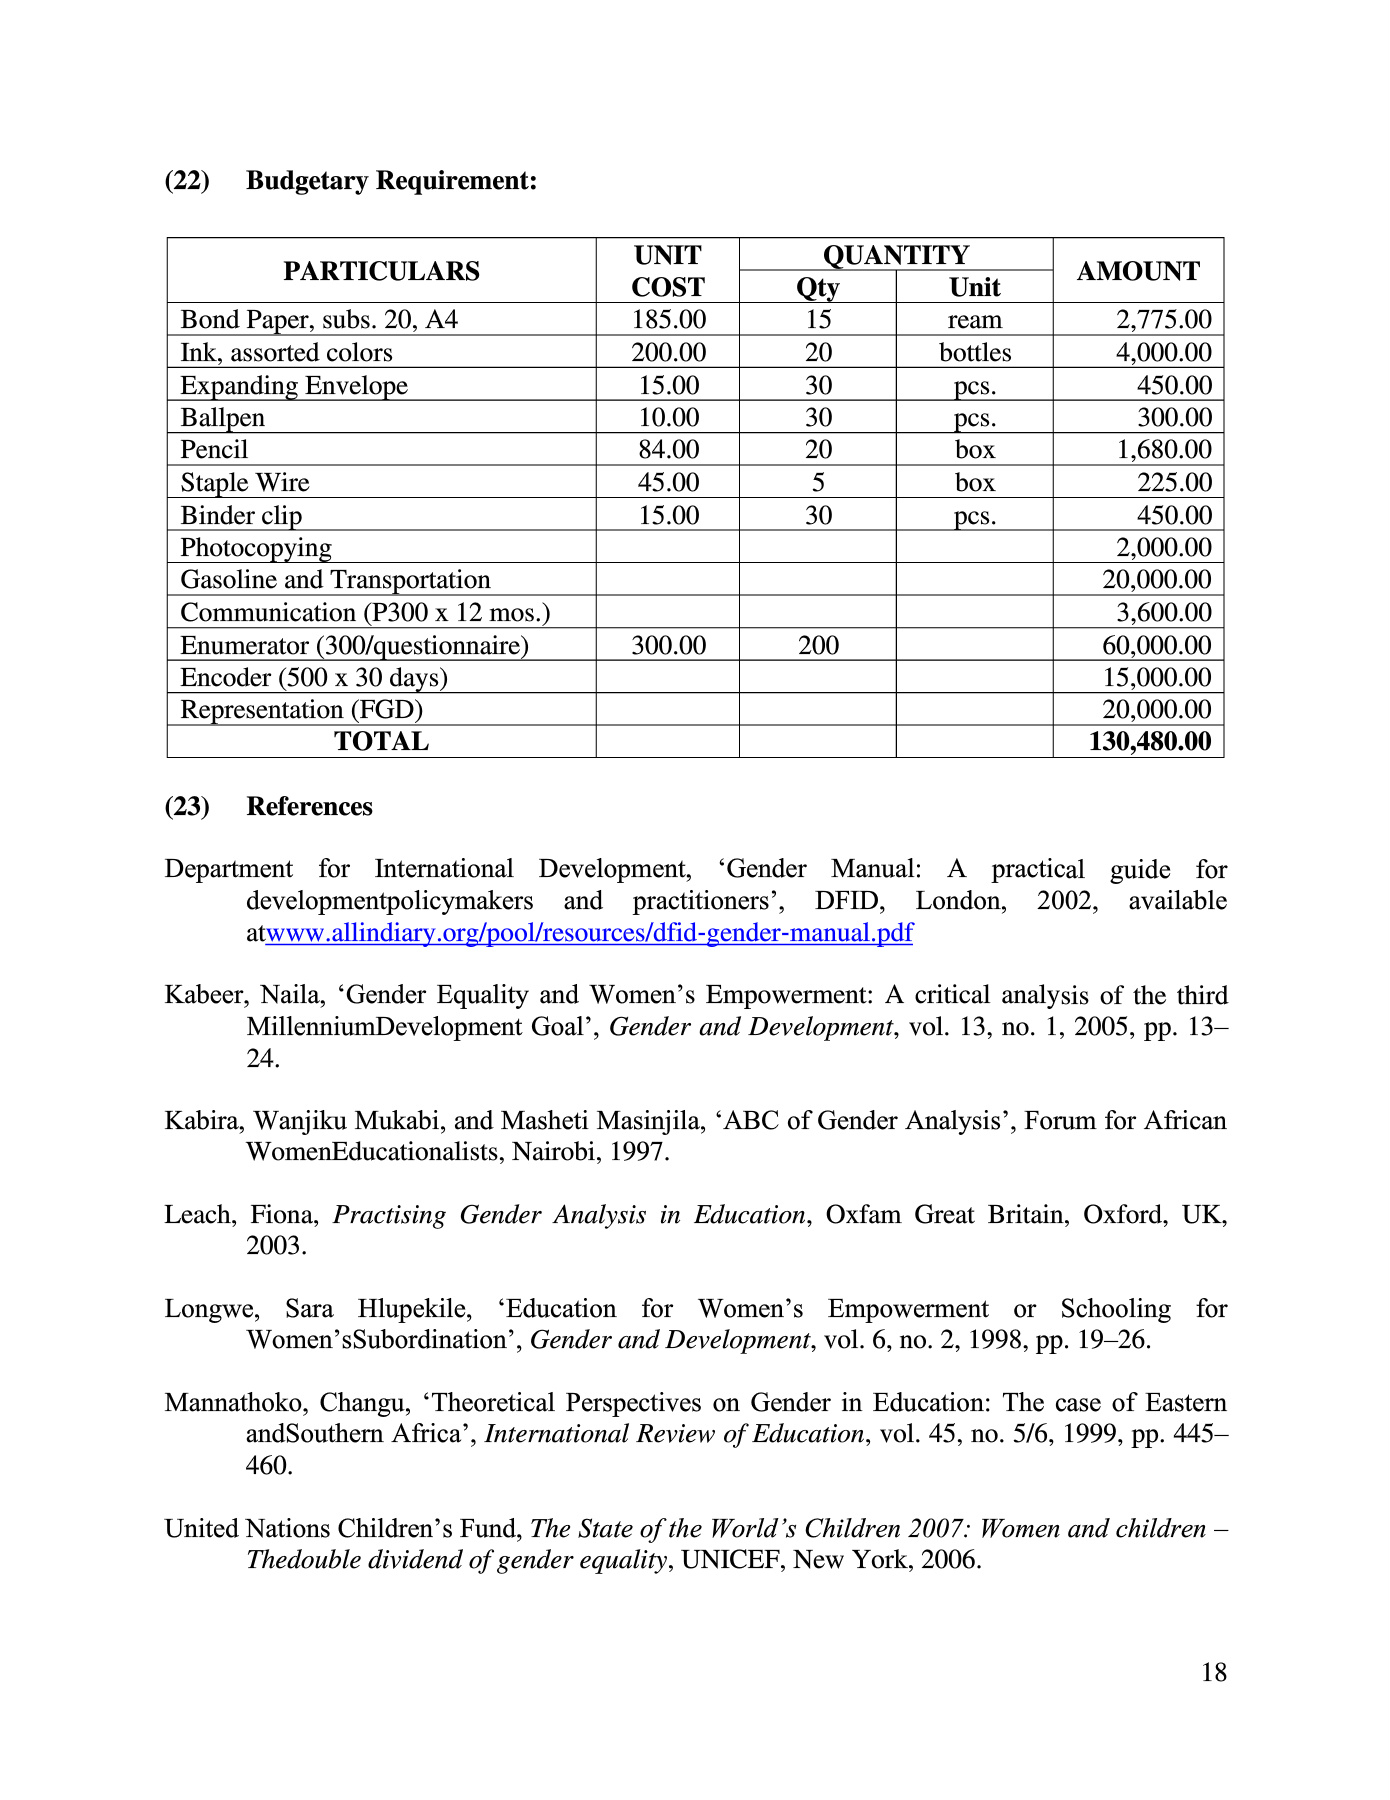 (22) Budgetary Requirement:
PARTICULARS UNIT COST QUANTITY AMOUNT
Qty Unit
Bond Paper, subs. 20, A4 185.00 15 ream 2,775.00
Ink, assorted colors 200.00 20 bottles 4,000.00
Expanding Envelope 15.00 30 pcs. 450.00
Ballpen 10.00 30 pcs. 300.00
Pencil 84.00 20 box 1,680.00
Staple Wire 45.00 5 box 225.00
Binder clip 15.00 30 pcs. 450.00
Photocopying 2,000.00
Gasoline and Transportation 20,000.00
Communication (P300 x 12 mos.) 3,600.00
Enumerator (300/questionnaire) 300.00 200 60,000.00
Encoder (500 x 30 days) 15,000.00
Representation (FGD) 20,000.00
TOTAL 130,480.00
(23) References
Department for International Development, ‘Gender Manual: A practical guide for
developmentpolicymakers and practitioners’, DFID, London, 2002, available
atwww.allindiary.org/pool/resources/dfid-gender-manual.pdf
Kabeer, Naila, ‘Gender Equality and Women’s Empowerment: A critical analysis of the third
MillenniumDevelopment Goal’, Gender and Development, vol. 13, no. 1, 2005, pp. 13–
24.
Kabira, Wanjiku Mukabi, and Masheti Masinjila, ‘ABC of Gender Analysis’, Forum for African
WomenEducationalists, Nairobi, 1997.
Leach, Fiona, Practising Gender Analysis in Education, Oxfam Great Britain, Oxford, UK,
2003.
Longwe, Sara Hlupekile, ‘Education for Women’s Empowerment or Schooling for
Women’sSubordination’, Gender and Development, vol. 6, no. 2, 1998, pp. 19–26.
Mannathoko, Changu, ‘Theoretical Perspectives on Gender in Education: The case of Eastern
andSouthern Africa’, International Review of Education, vol. 45, no. 5/6, 1999, pp. 445–
460.
United Nations Children’s Fund, The State of the World’s Children 2007: Women and children –
Thedouble dividend of gender equality, UNICEF, New York, 2006.
18